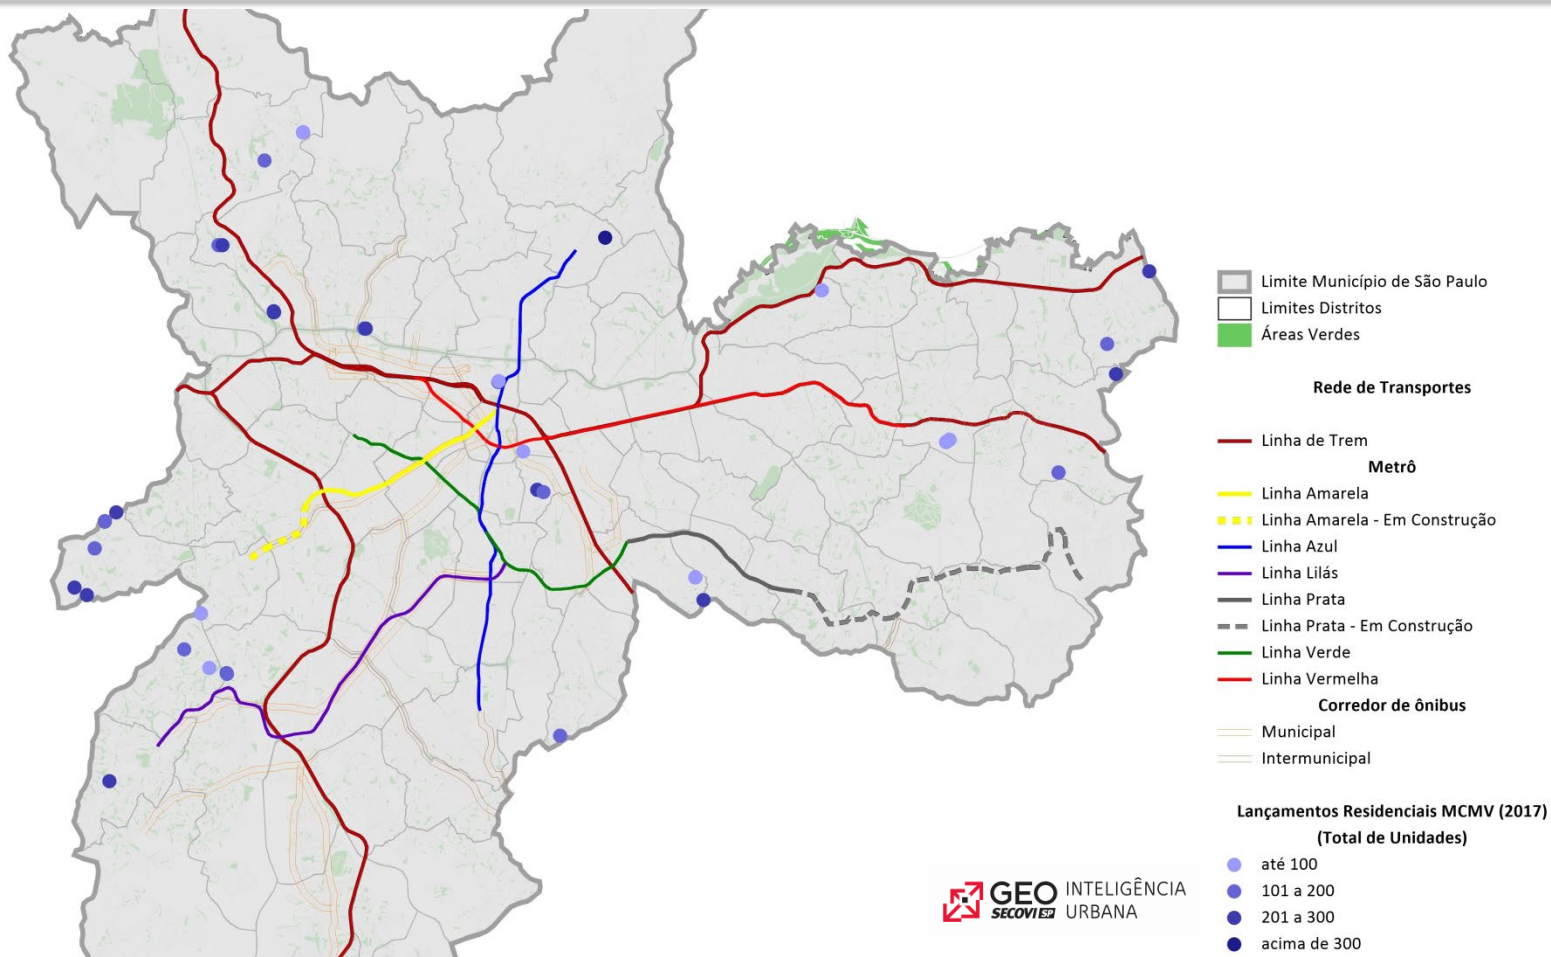 Limite Município de São Paulo
Limites Distritos
Áreas Verdes
Rede de Transportes
Linha de Trem
Metrô
Linha Amarela
Linha Amarela - Em Construção
Linha Azul
Linha Lilás
Linha Prata
Linha Prata - Em Construção
Linha Verde
Linha Vermelha
Corredor de ônibus
Municipal
Intermunicipal
Lançamentos Residenciais MCMV (2017)
(Total de Unidades)
até 100
101 a 200
201 a 300
acima de 300
GEO
SECOVI SP
INTELIGÊNCIA
URBANA